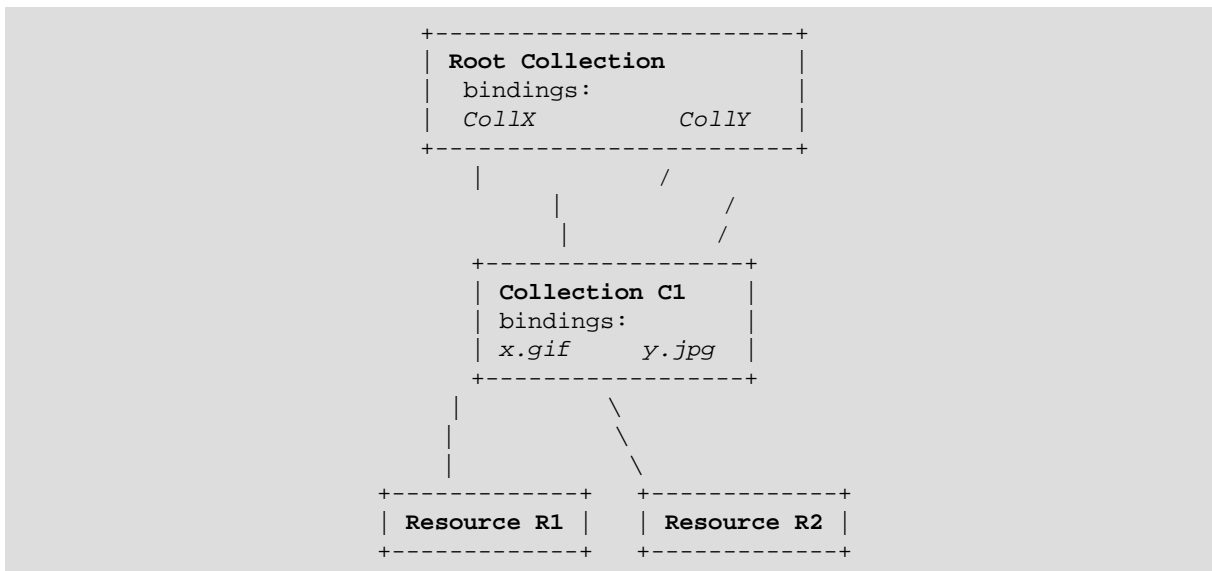 +-------------------------+
| Root Collection         |
|  bindings:              |
|  CollX          CollY   |
+-------------------------+
|            /
|           /
|          /
+------------------+
| Collection C1    |
| bindings:        |
| x.gif     y.jpg  |
+------------------+
|          \
|           \
|            \
+-------------+   +-------------+
| Resource R1 |   | Resource R2 |
+-------------+   +-------------+